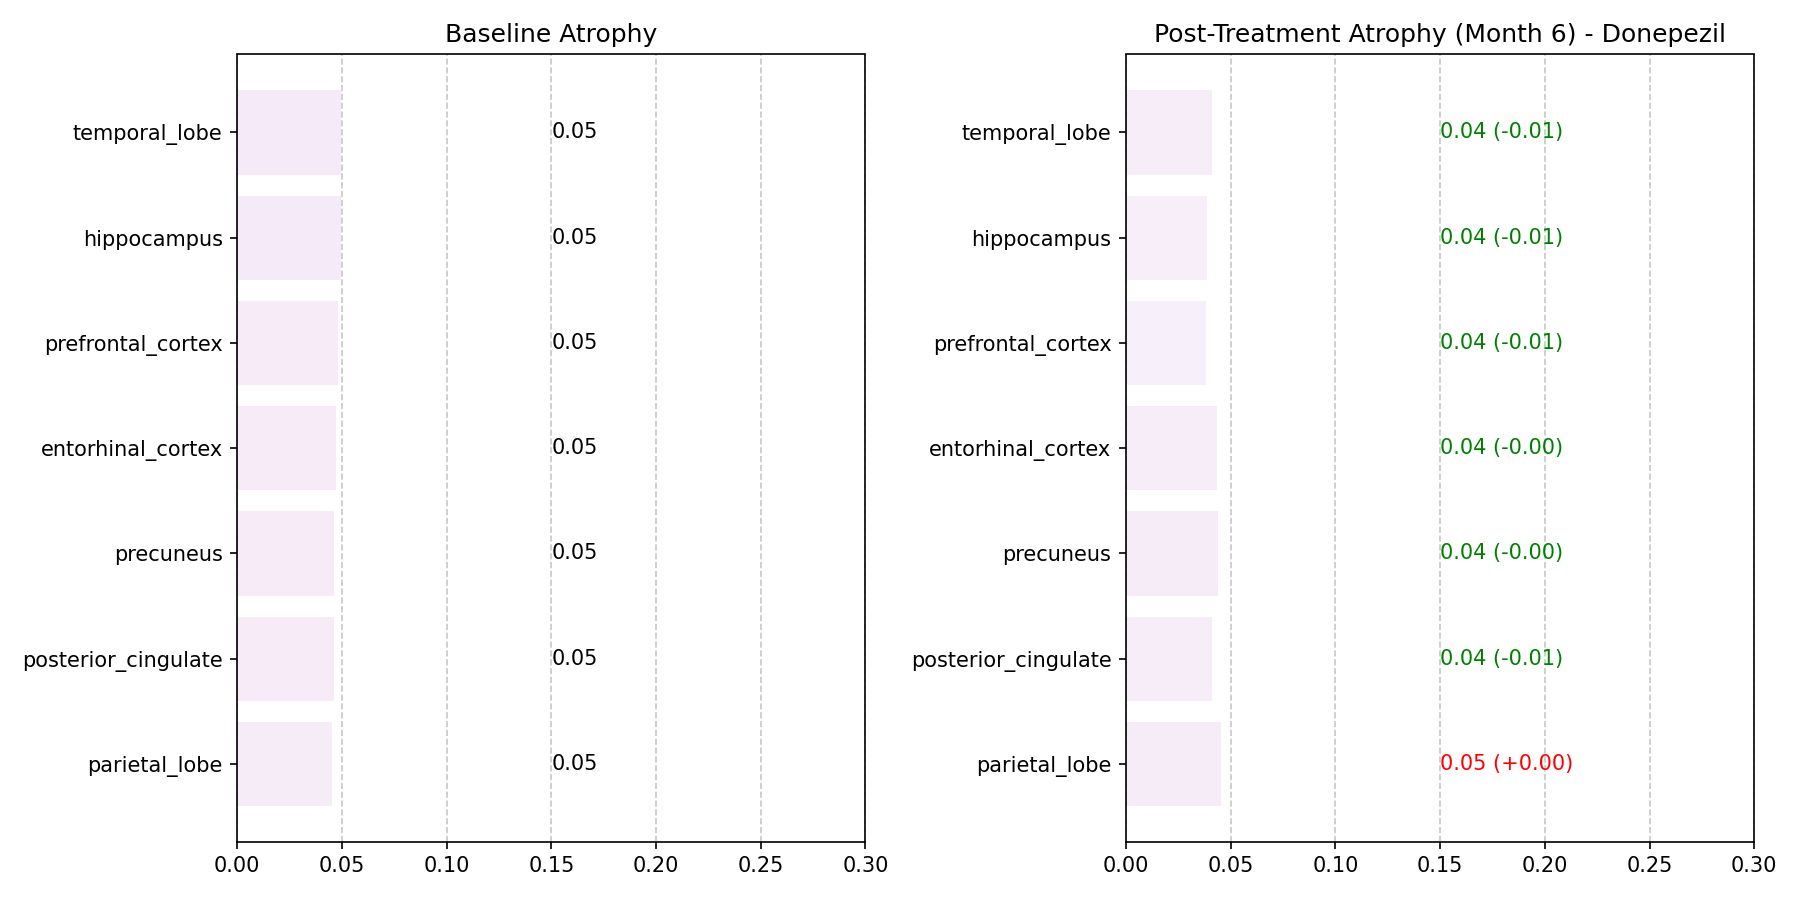 Baseline Atrophy
temporal_lobe
0.05
hippocampus
0.05
prefrontal_cortex
0.05
entorhinal_cortex
0.05
precuneus
0.05
posterior_cingulate
0.05
parietal_lobe
0.05
0.00 0.05 0.10 0.15 0.20 0.25 0.30
Post-Treatment Atrophy (Month 6) - Donepezil
temporal_lobe
0.04 (-0.01)
hippocampus
0.04 (-0.01)
prefrontal_cortex
0.04 (-0.01)
entorhinal_cortex
0.04 (-0.00)
precuneus
0.04 (-0.00)
posterior_cingulate
0.04 (-0.01)
parietal_lobe
0.05 (+0.00)
0.00 0.05 0.10 0.15 0.20 0.25 0.30